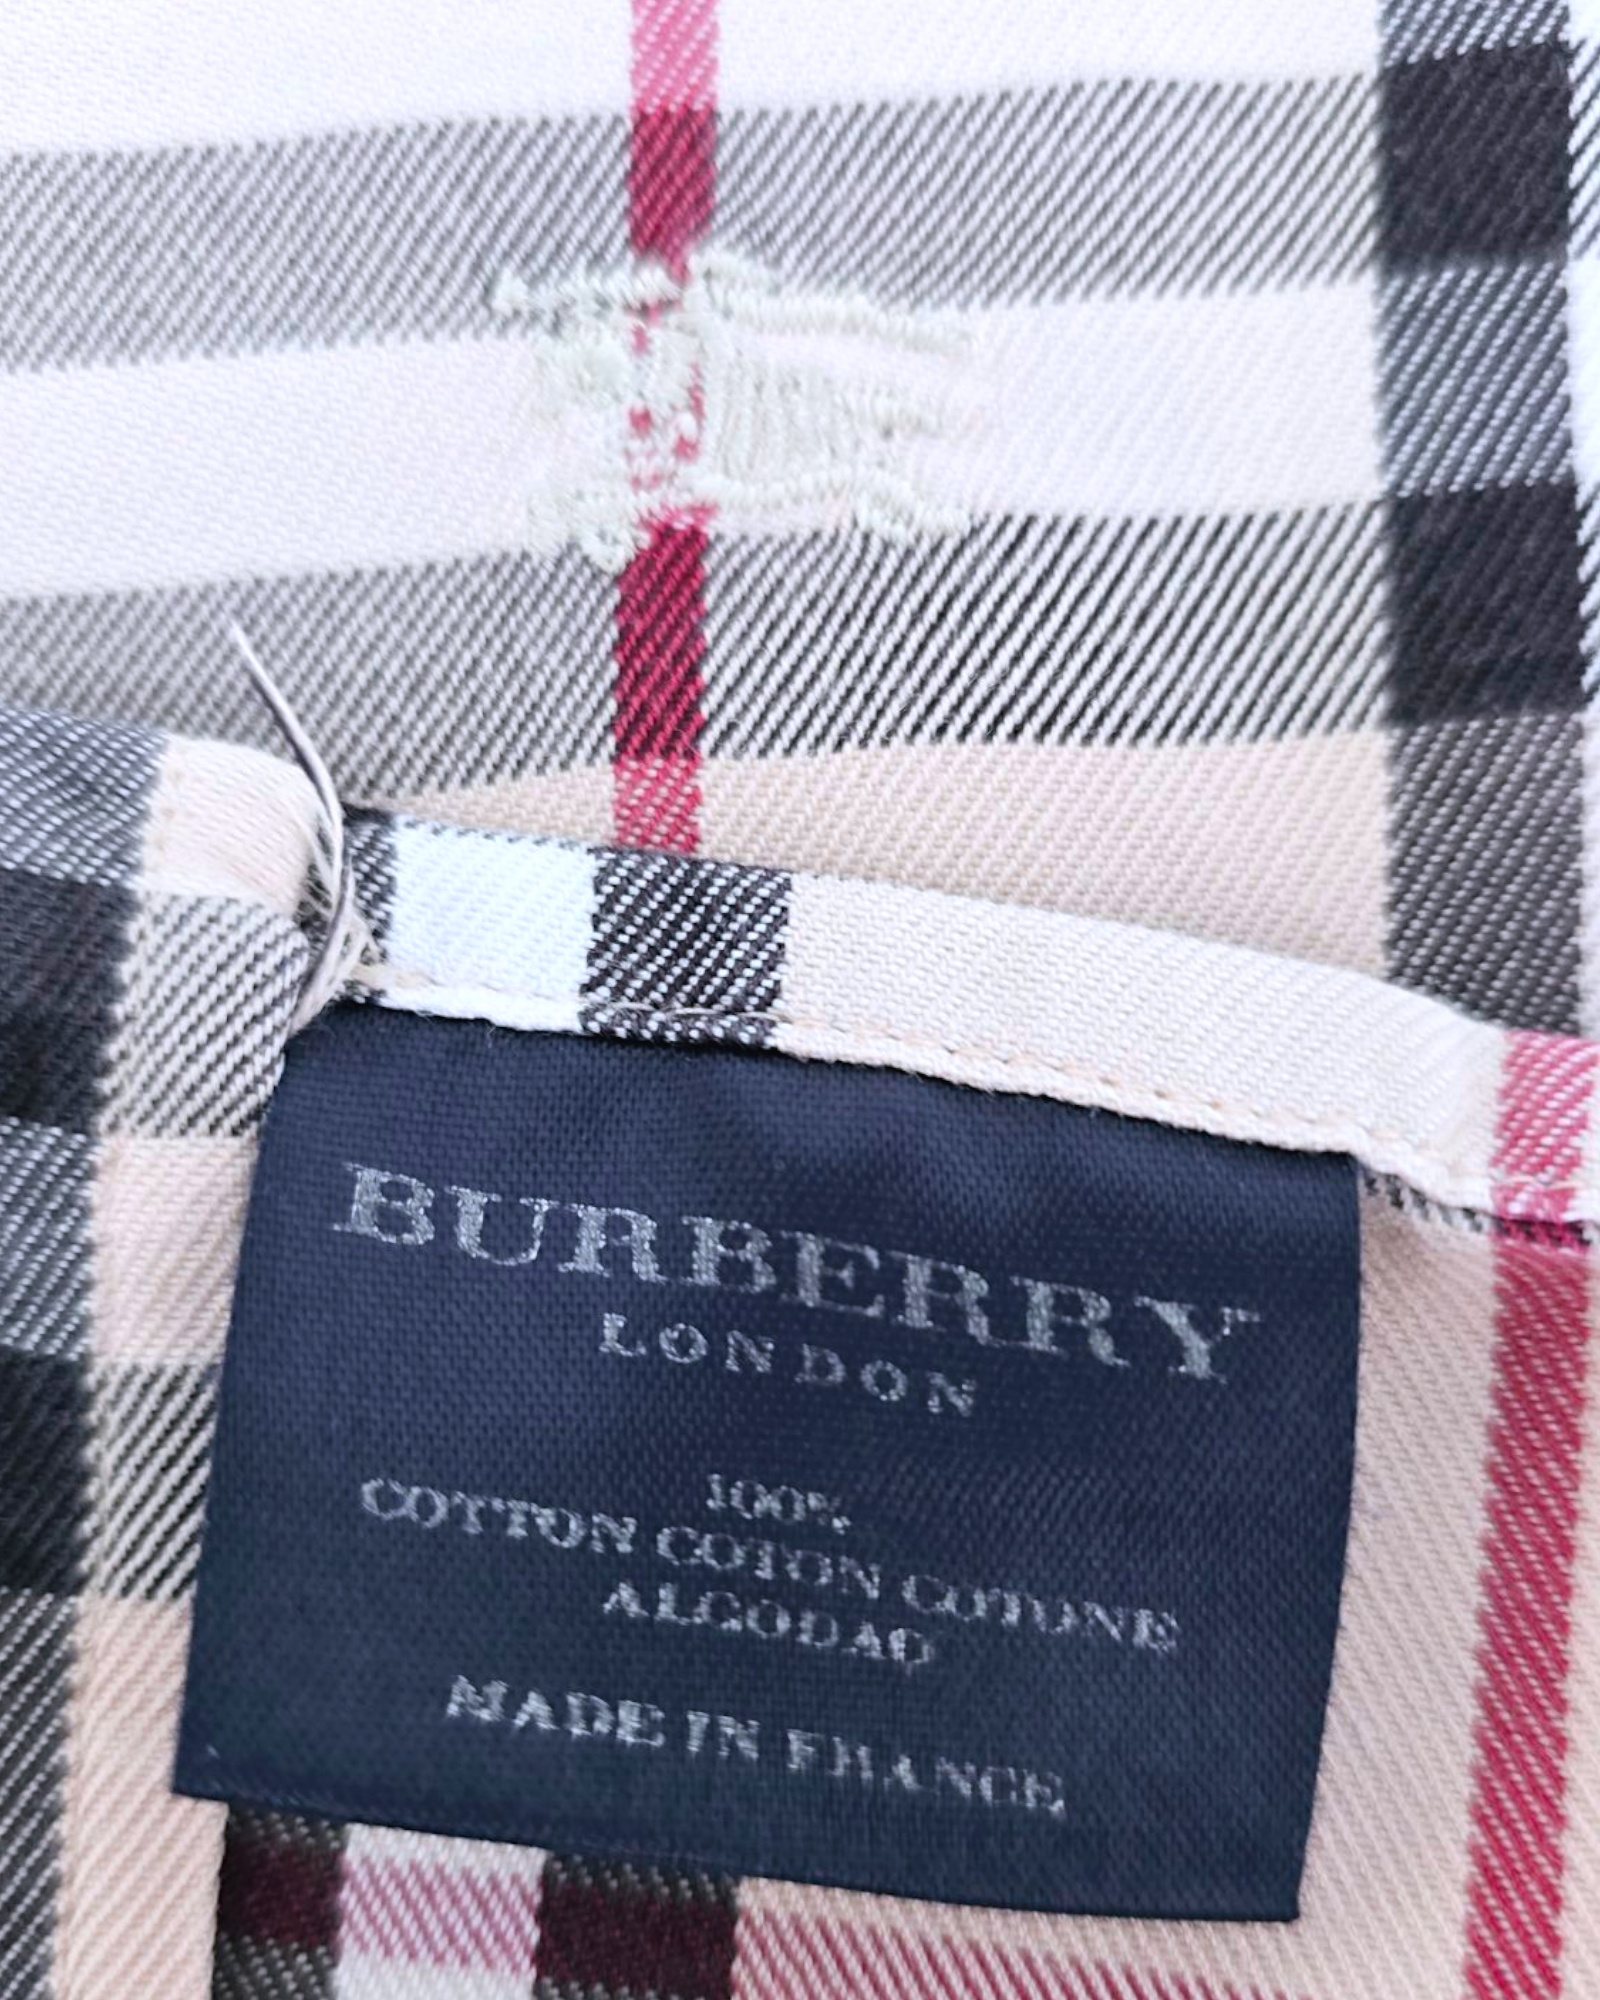 BURBERRY
LONDON
100%
COTTON COTON COTONE
ALGODAO
MADE IN FRANCE